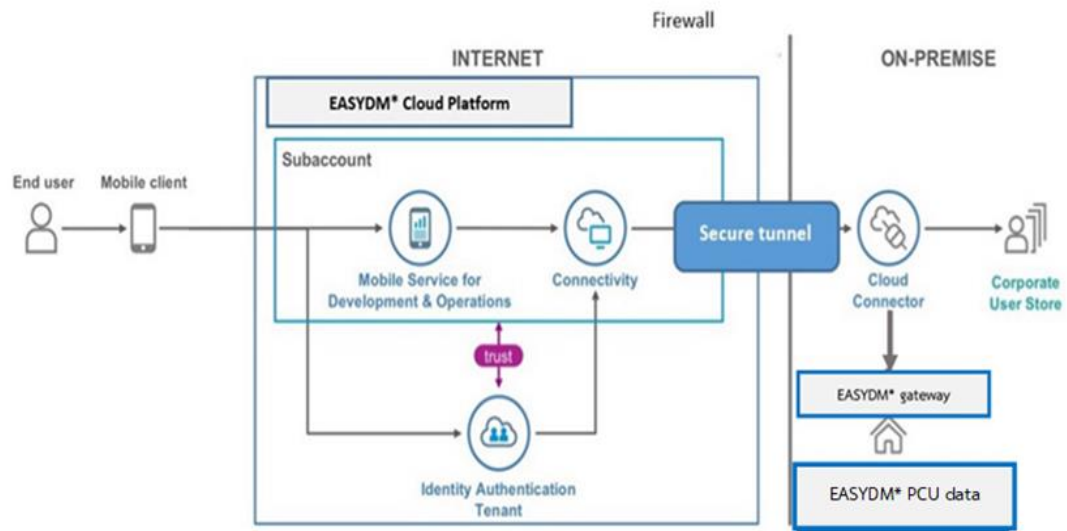 Firewall
INTERNET
ON-PREMISE
EASYDM* Cloud Platform
Subaccount
End user
Mobile client
Secure tunnel
Mobile Service for
Development & Operations
Connectivity
Cloud
Connector
Corporate
User Store
trust
EASYDM* gateway
Identity Authentication
Tenant
EASYDM* PCU data